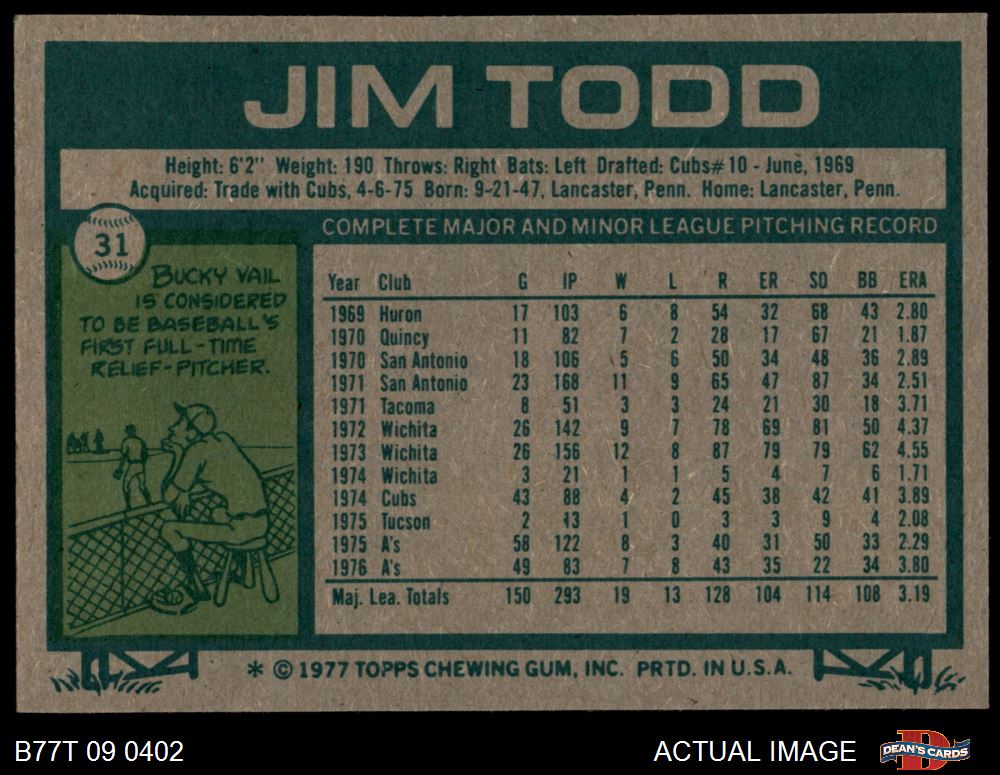 JIM TODD
Height: 6'2" Weight: 190 Throws: Right Bats: Left Drafted: Cubs#10 - June, 1969
Acquired: Trade with Cubs, 4-6-75 Born: 9-21-47, Lancaster, Penn. Home: Lancaster, Penn.
31
BUCKY VAIL
IS CONSIDERED
TO BE BASEBALL'S
FIRST FULL-TIME
RELIEF-PITCHER.
COMPLETE MAJOR AND MINOR LEAGUE PITCHING RECORD
Year Club G IP W L R ER SO BB ERA
1969 Huron 17 103 6 8 54 32 68 43 2.80
1970 Quincy 11 82 7 2 28 17 67 21 1.87
1970 San Antonio 18 106 5 6 50 34 48 36 2.89
1971 San Antonio 23 168 11 9 65 47 87 34 2.51
1971 Tacoma 8 51 3 3 24 21 30 18 3.71
1972 Wichita 26 142 9 7 78 69 81 50 4.37
1973 Wichita 26 156 12 8 87 79 79 62 4.55
1974 Wichita 3 21 1 1 5 4 7 6 1.71
1974 Cubs 43 88 4 2 45 38 42 41 3.89
1975 Tucson 2 13 1 0 3 3 9 4 2.08
1975 A's 58 122 8 3 40 31 50 33 2.29
1976 A's 49 83 7 8 43 35 22 34 3.80
Maj. Lea. Totals 150 293 19 13 128 104 114 108 3.19
* © 1977 TOPPS CHEWING GUM, INC. PRTD. IN U.S.A.
B77T 09 0402
ACTUAL IMAGE
D
DEAN'S CARDS